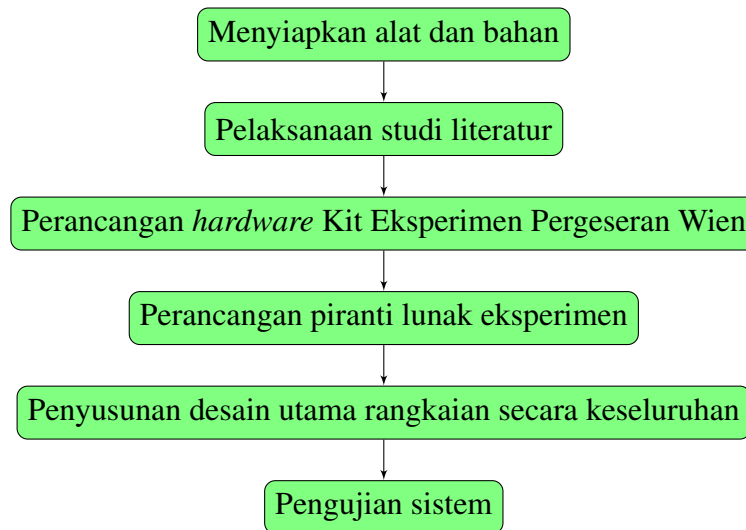 Menyiapkan alat dan bahan
Pelaksanaan studi literatur
Perancangan hardware Kit Eksperimen Pergeseran Wien
Perancangan piranti lunak eksperimen
Penyusunan desain utama rangkaian secara keseluruhan
Pengujian sistem